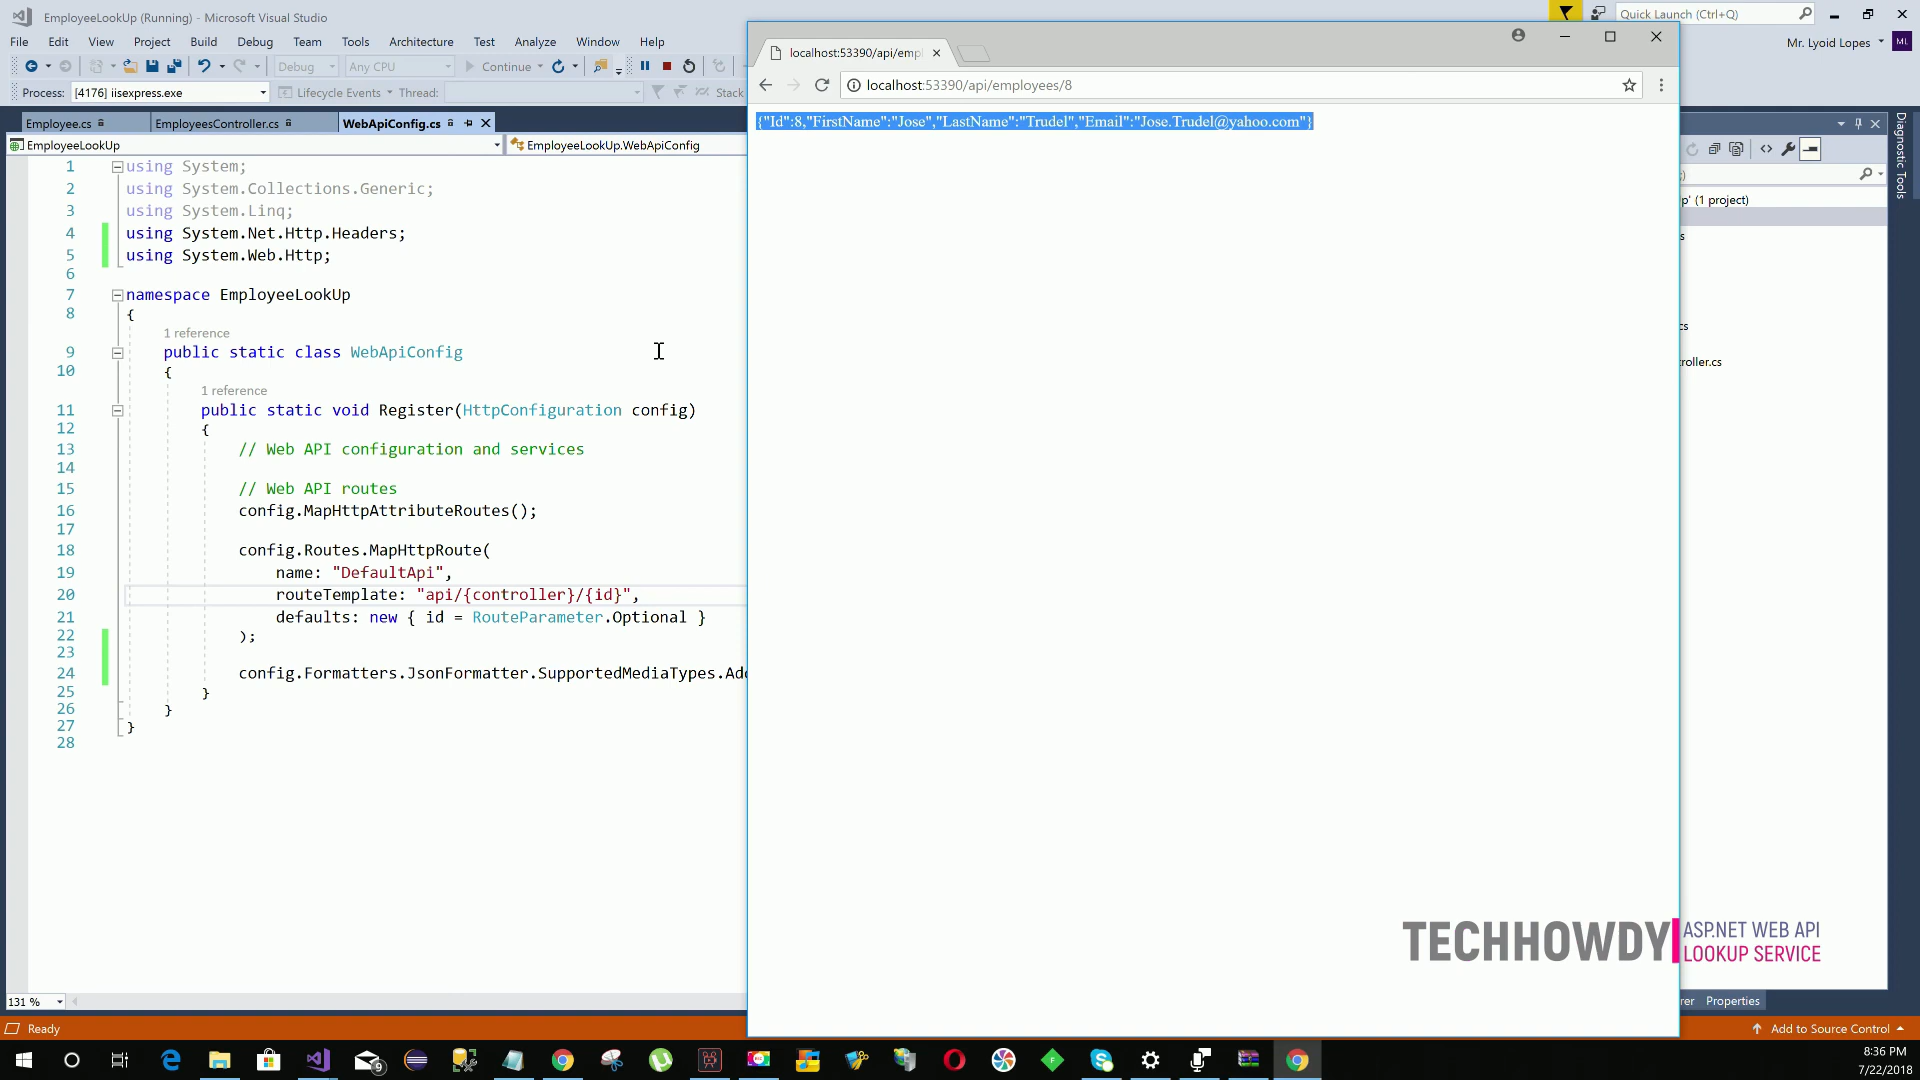 EmployeeLookUp (Running) - Microsoft Visual Studio
Quick Launch (Ctrl+Q)
File Edit View Project Build Debug Team Tools Architecture Test Analyze Window Help
Mr. Lyoid Lopes ML
Debug Any CPU Continue
Process: [4176] iisexpress.exe Lifecycle Events Thread: Stack
Employee.cs EmployeesController.cs WebApiConfig.cs
EmployeeLookUp EmployeeLookUp.WebApiConfig
1 using System;
2 using System.Collections.Generic;
3 using System.Linq;
4 using System.Net.Http.Headers;
5 using System.Web.Http;
6
7 namespace EmployeeLookUp
8 {
1 reference
9 public static class WebApiConfig
10 {
1 reference
11 public static void Register(HttpConfiguration config)
12 {
13 // Web API configuration and services
14
15 // Web API routes
16 config.MapHttpAttributeRoutes();
17
18 config.Routes.MapHttpRoute(
19 name: "DefaultApi",
20 routeTemplate: "api/{controller}/{id}",
21 defaults: new { id = RouteParameter.Optional }
22 );
23
24 config.Formatters.JsonFormatter.SupportedMediaTypes.Add
25 }
26 }
27 }
28
131 %
Ready
localhost:53390/api/emp
localhost:53390/api/employees/8
{"Id":8,"FirstName":"Jose","LastName":"Trudel","Email":"Jose.Trudel@yahoo.com"}
Diagnostic Tools
;)
p' (1 project)
s
cs
roller.cs
TECHHOWDY
ASP.NET WEB API
LOOKUP SERVICE
rer Properties
Add to Source Control
9
8:36 PM
7/22/2018